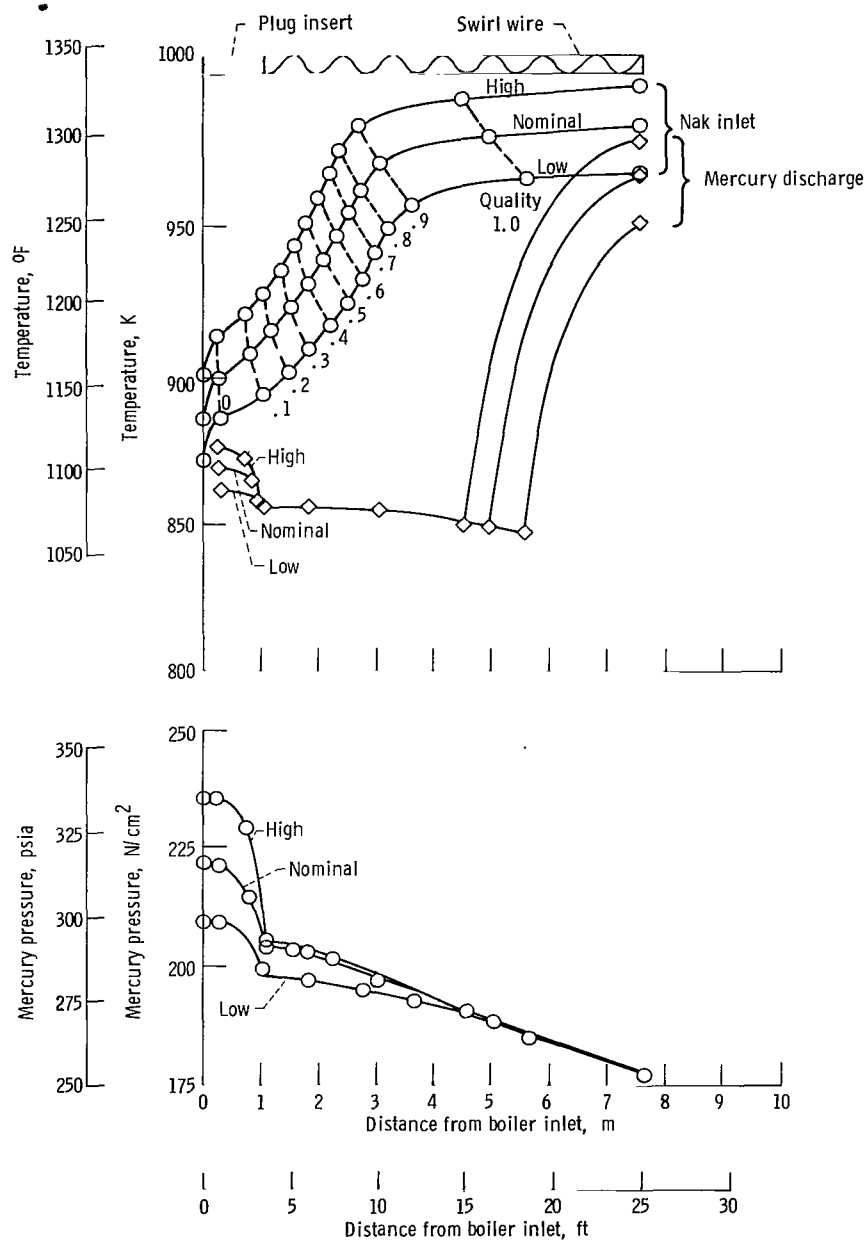 Plug insert
Swirl wire
1350
1300
1250
1200
1150
1100
1050
Temperature, °F
1000
950
900
850
800
Temperature, K
High
Nominal
Low
Nak inlet
Mercury discharge
Quality
1.0
.9
.8
.7
.6
.5
.4
.3
.2
.1
0
High
Nominal
Low
350
325
300
275
250
Mercury pressure, psia
250
225
200
175
Mercury pressure, N/cm2
High
Nominal
Low
0 1 2 3 4 5 6 7 8 9 10
Distance from boiler inlet, m
0 5 10 15 20 25 30
Distance from boiler inlet, ft